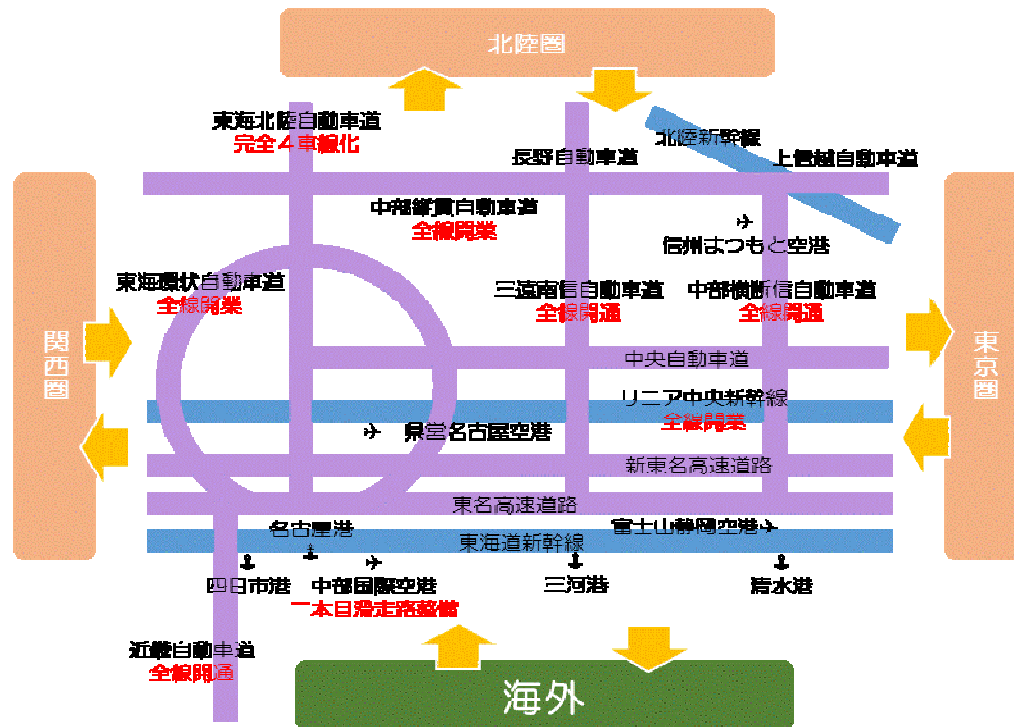 北陸圏
東海北陸自動車道
完全4車線化
北陸新幹線
長野自動車道
上信越自動車道
中部縦貫自動車道
全線開業
信州まつもと空港
東海環状自動車道
全線開業
三遠南信自動車道
全線開通
中部横断信自動車道
全線開通
関西圏
東京圏
中央自動車道
リニア中央新幹線
全線開業
県営名古屋空港
新東名高速道路
東名高速道路
名古屋港
富士山静岡空港
東海道新幹線
四日市港
中部国際空港
二本目滑走路整備
三河港
清水港
近畿自動車道
全線開通
海外